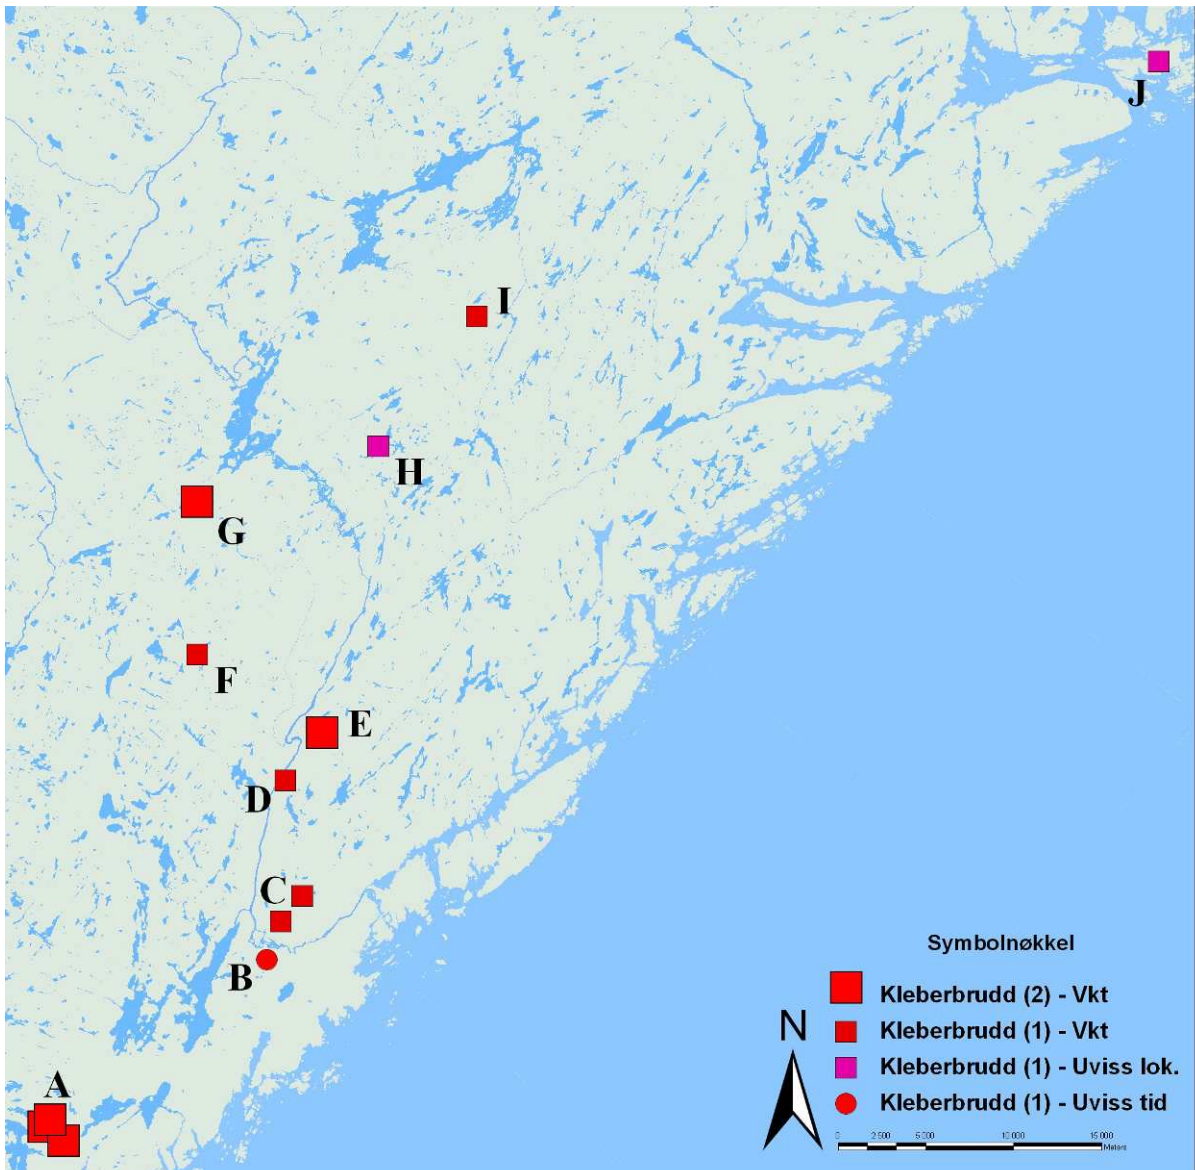 J
I
H
G
F
E
D
C
B
A
N
Symbolnøkkel
Kleberbrudd (2) - Vkt
Kleberbrudd (1) - Vkt
Kleberbrudd (1) - Uviss lok.
Kleberbrudd (1) - Uviss tid
0 2 500 5 000 10 000 15 000
Meters